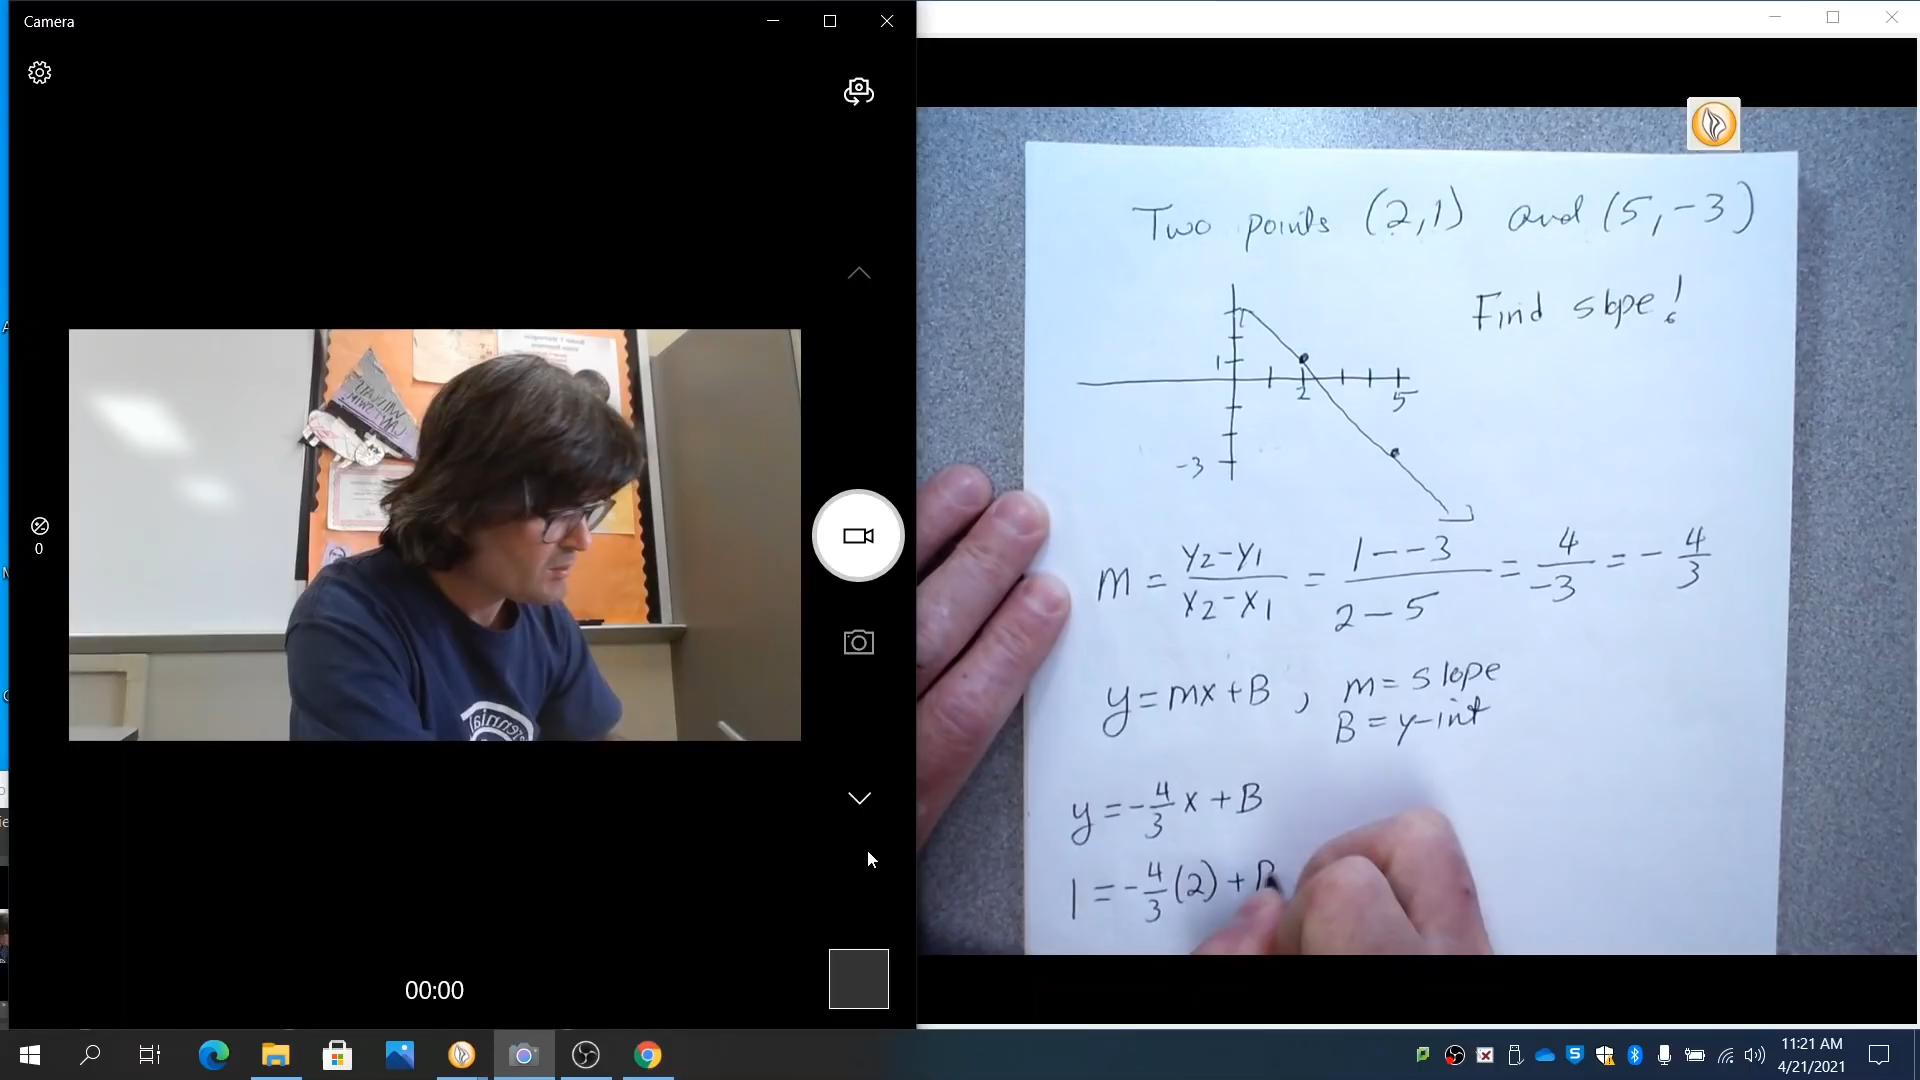 Camera
0
00:00
Two points (2,1) and (5,-3)
Find slope!
1
2
5
-3
m = y2-y1 / x2-x1 = 1--3 / 2-5 = 4/-3 = - 4/3
y = mx + B , m = slope
B = y-int
y = - 4/3 x + B
1 = - 4/3 (2) + B
11:21 AM
4/21/2021